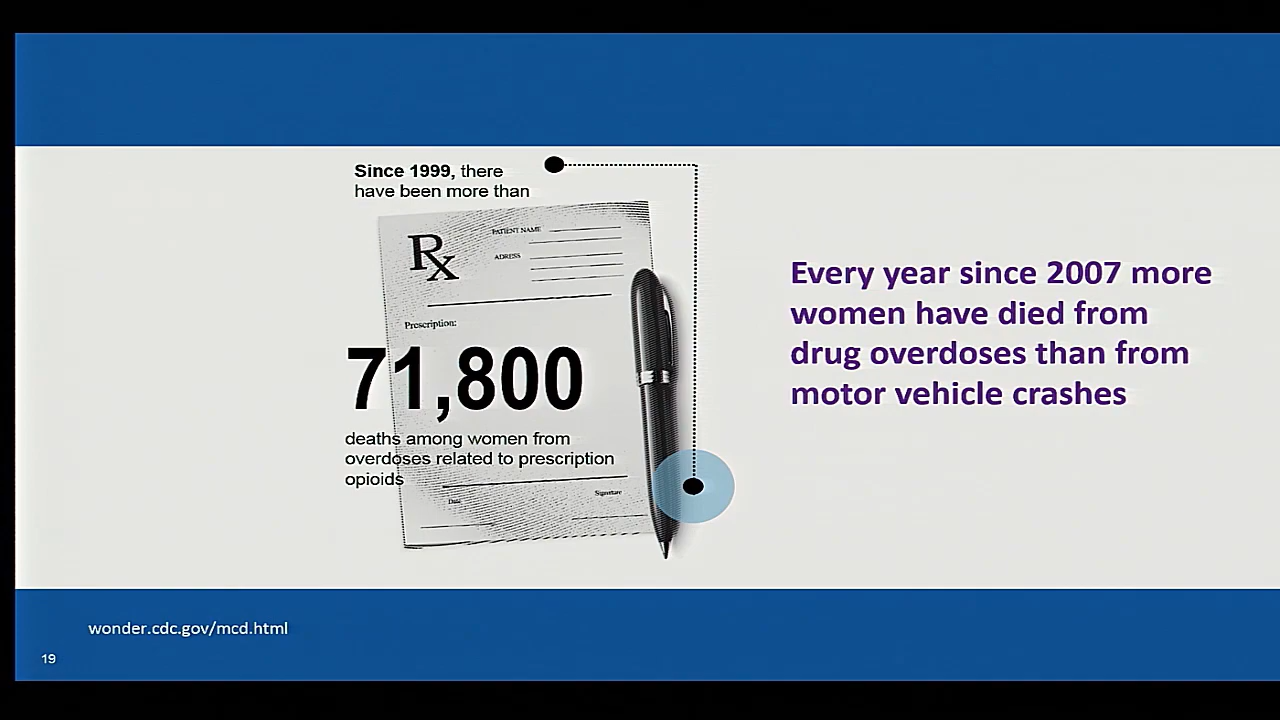 Since 1999, there
have been more than
Rx
PATIENT NAME
ADRESS
Prescription:
71,800
deaths among women from
overdoses related to prescription
opioids
Date
Signature
Every year since 2007 more
women have died from
drug overdoses than from
motor vehicle crashes
wonder.cdc.gov/mcd.html
19